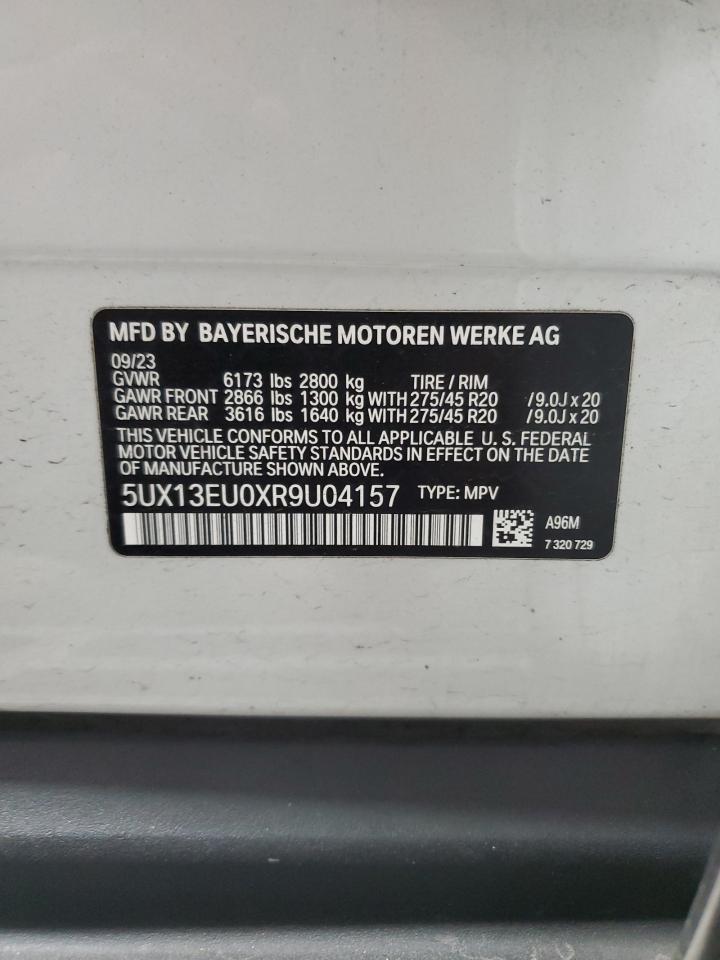 MFD BY BAYERISCHE MOTOREN WERKE AG
09/23
GVWR 6173 lbs 2800 kg TIRE / RIM
GAWR FRONT 2866 lbs 1300 kg WITH 275/45 R20 /9.0J x 20
GAWR REAR 3616 lbs 1640 kg WITH 275/45 R20 /9.0J x 20
THIS VEHICLE CONFORMS TO ALL APPLICABLE U. S. FEDERAL
MOTOR VEHICLE SAFETY STANDARDS IN EFFECT ON THE DATE
OF MANUFACTURE SHOWN ABOVE.
5UX13EU0XR9U04157 TYPE: MPV
A96M
7 320 729